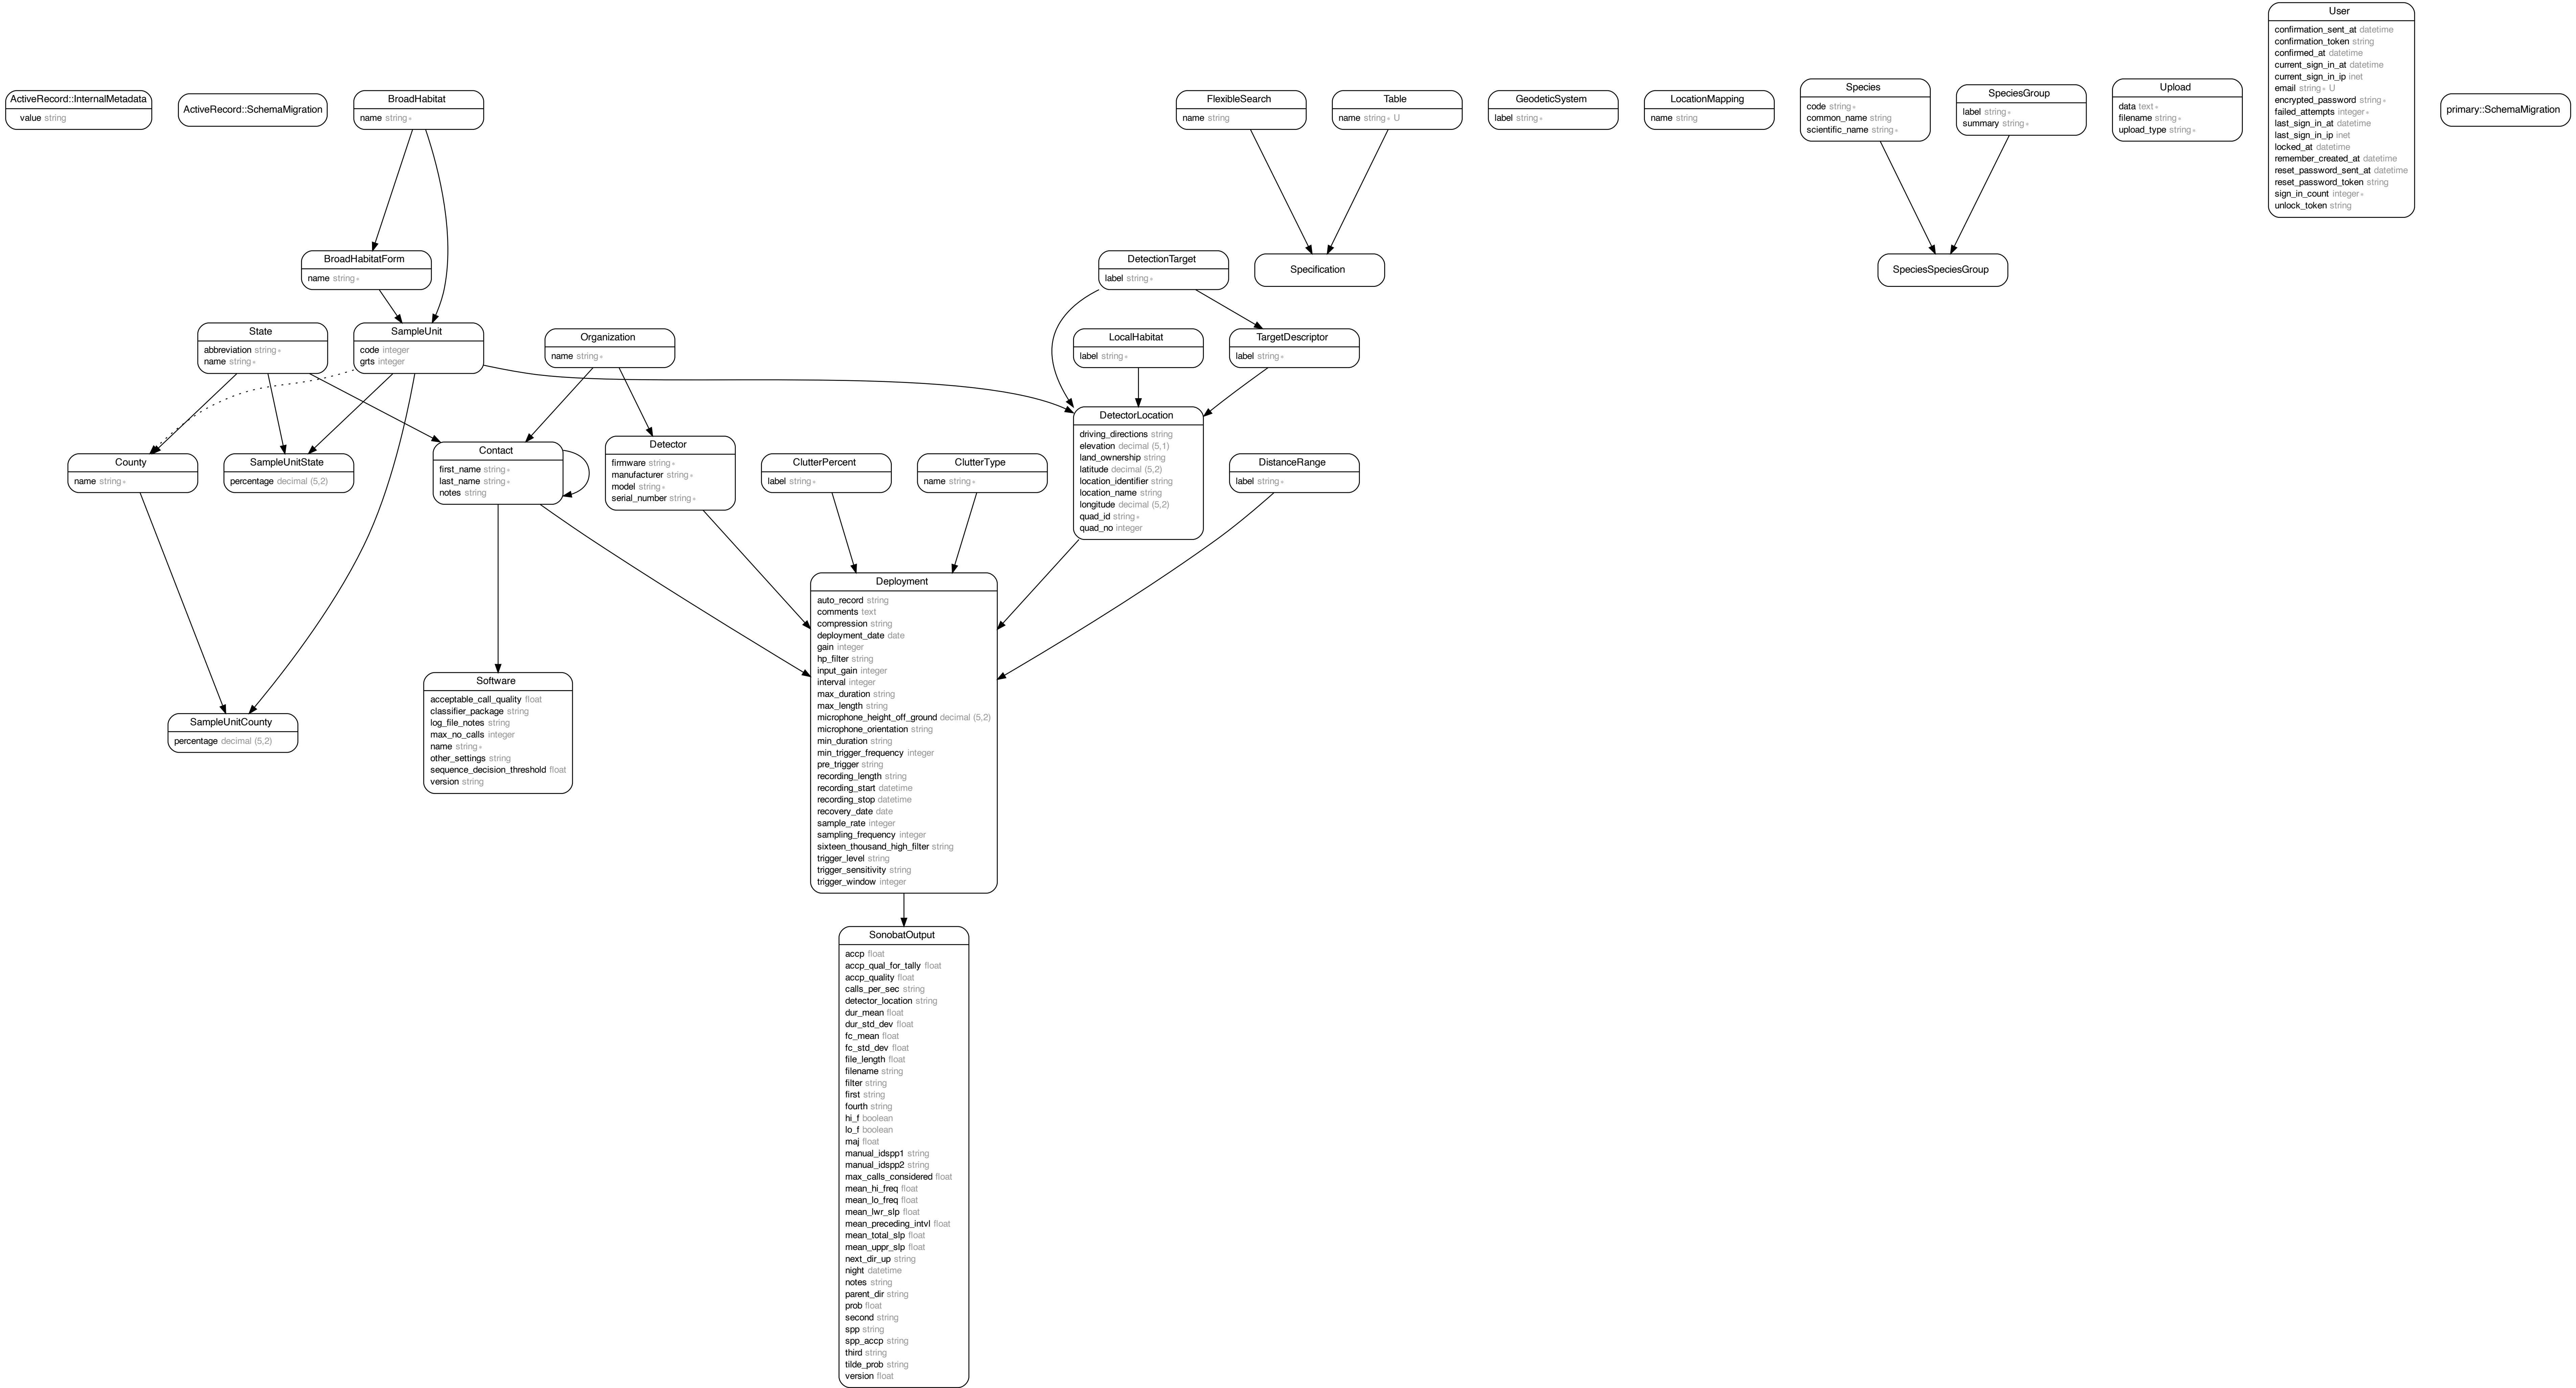 User
confirmation_sent_at datetime
confirmation_token string
confirmed_at datetime
current_sign_in_at datetime
current_sign_in_ip inet
email string∗ U
encrypted_password string∗
failed_attempts integer∗
last_sign_in_at datetime
last_sign_in_ip inet
locked_at datetime
remember_created_at datetime
reset_password_sent_at datetime
reset_password_token string
sign_in_count integer∗
unlock_token string
ActiveRecord::InternalMetadata
value string
ActiveRecord::SchemaMigration
BroadHabitat
name string∗
FlexibleSearch
name string
Table
name string∗ U
GeodeticSystem
label string∗
LocationMapping
name string
Species
code string∗
common_name string
scientific_name string∗
SpeciesGroup
label string∗
summary string∗
Upload
data text∗
filename string∗
upload_type string∗
primary::SchemaMigration
BroadHabitatForm
name string∗
DetectionTarget
label string∗
Specification
SpeciesSpeciesGroup
State
abbreviation string∗
name string∗
SampleUnit
code integer
grts integer
Organization
name string∗
LocalHabitat
label string∗
TargetDescriptor
label string∗
County
name string∗
SampleUnitState
percentage decimal (5,2)
Contact
first_name string∗
last_name string∗
notes string
Detector
firmware string∗
manufacturer string∗
model string∗
serial_number string∗
ClutterPercent
label string∗
ClutterType
name string∗
DetectorLocation
driving_directions string
elevation decimal (5,1)
land_ownership string
latitude decimal (5,2)
location_identifier string
location_name string
longitude decimal (5,2)
quad_id string∗
quad_no integer
DistanceRange
label string∗
Deployment
auto_record string
comments text
compression string
deployment_date date
gain integer
hp_filter string
input_gain integer
interval integer
max_duration string
max_length string
microphone_height_off_ground decimal (5,2)
microphone_orientation string
min_duration string
min_trigger_frequency integer
pre_trigger string
recording_length string
recording_start datetime
recording_stop datetime
recovery_date date
sample_rate integer
sampling_frequency integer
sixteen_thousand_high_filter string
trigger_level string
trigger_sensitivity string
trigger_window integer
Software
acceptable_call_quality float
classifier_package string
log_file_notes string
max_no_calls integer
name string∗
other_settings string
sequence_decision_threshold float
version string
SampleUnitCounty
percentage decimal (5,2)
SonobatOutput
accp float
accp_qual_for_tally float
accp_quality float
calls_per_sec string
detector_location string
dur_mean float
dur_std_dev float
fc_mean float
fc_std_dev float
file_length float
filename string
filter string
first string
fourth string
hi_f boolean
lo_f boolean
maj float
manual_idspp1 string
manual_idspp2 string
max_calls_considered float
mean_hi_freq float
mean_lo_freq float
mean_lwr_slp float
mean_preceding_intvl float
mean_total_slp float
mean_uppr_slp float
next_dir_up string
night datetime
notes string
parent_dir string
prob float
second string
spp string
spp_accp string
third string
tilde_prob string
version float